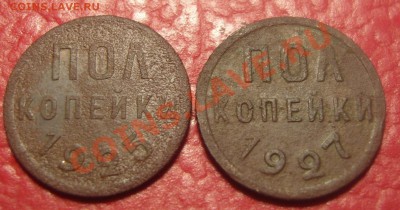 COINS.LAVE.RU
ПОЛ
КОПЕЙКИ
1925
ПОЛ
КОПЕЙКИ
1927
COINS.LAVE.RU